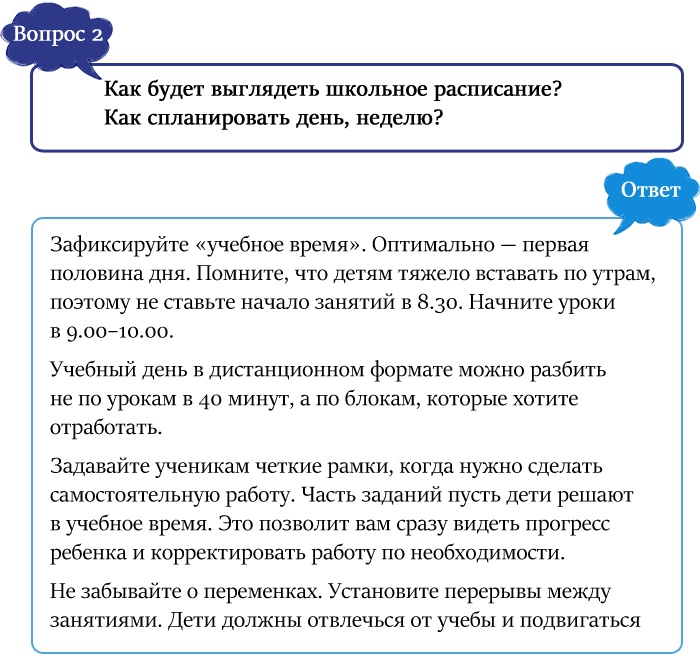 Вопрос 2
Как будет выглядеть школьное расписание?
Как спланировать день, неделю?
Ответ
Зафиксируйте «учебное время». Оптимально — первая
половина дня. Помните, что детям тяжело вставать по утрам,
поэтому не ставьте начало занятий в 8.30. Начните уроки
в 9.00–10.00.
Учебный день в дистанционном формате можно разбить
не по урокам в 40 минут, а по блокам, которые хотите
отработать.
Задавайте ученикам четкие рамки, когда нужно сделать
самостоятельную работу. Часть заданий пусть дети решают
в учебное время. Это позволит вам сразу видеть прогресс
ребенка и корректировать работу по необходимости.
Не забывайте о переменках. Установите перерывы между
занятиями. Дети должны отвлечься от учебы и подвигаться